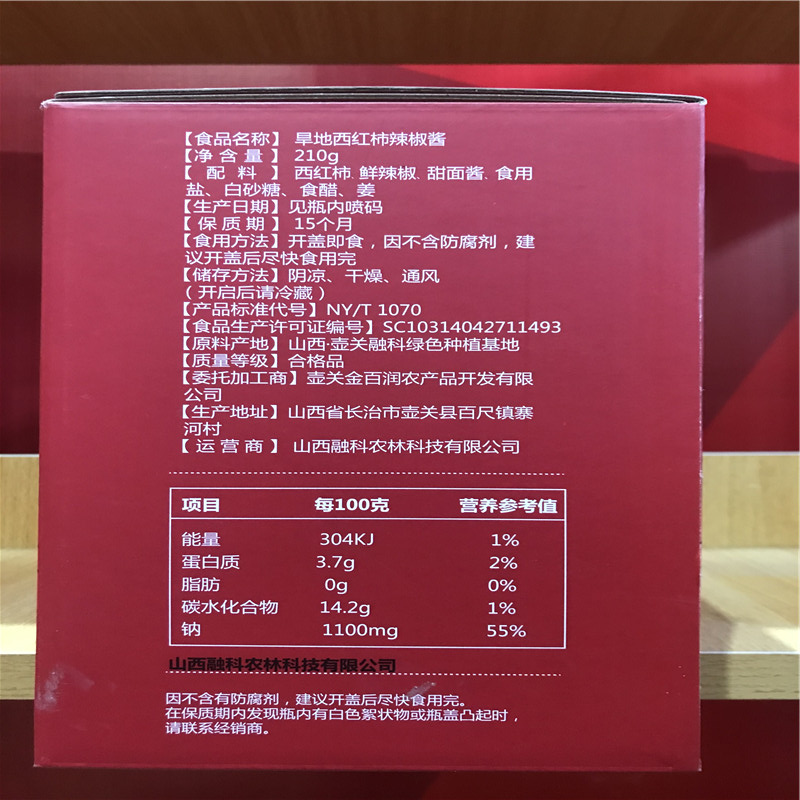 【食品名称】 旱地西红柿辣椒酱
【净 含 量】 210g
【 配 料 】 西红柿、鲜辣椒、甜面酱、食用
盐、白砂糖、食醋、姜
【生产日期】见瓶内喷码
【 保 质 期 】 15个月
【食用方法】开盖即食，因不含防腐剂，建
议开盖后尽快食用完
【储存方法】阴凉、干燥、通风
（开启后请冷藏）
【产品标准代号】NY/T 1070
【食品生产许可证编号】SC10314042711493
【原料产地】山西·壶关融科绿色种植基地
【质量等级】合格品
【委托加工商】壶关金百润农产品开发有限
公司
【生产地址】山西省长治市壶关县百尺镇寨
河村
【 运 营 商 】 山西融科农林科技有限公司
项目 每100克 营养参考值
能量 304KJ 1%
蛋白质 3.7g 2%
脂肪 0g 0%
碳水化合物 14.2g 1%
钠 1100mg 55%
山西融科农林科技有限公司
因不含有防腐剂，建议开盖后尽快食用完。
在保质期内发现瓶内有白色絮状物或瓶盖凸起时，
请联系经销商。